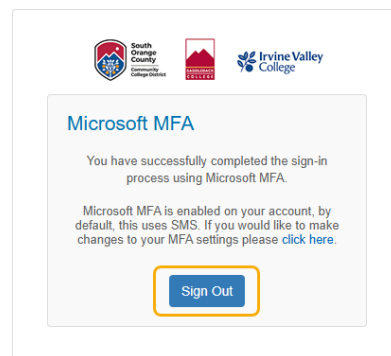 South
Orange
County
Community
College District
SADDLEBACK
COLLEGE
Irvine Valley
College
Microsoft MFA
You have successfully completed the sign-in
process using Microsoft MFA.
Microsoft MFA is enabled on your account, by
default, this uses SMS. If you would like to make
changes to your MFA settings please click here.
Sign Out